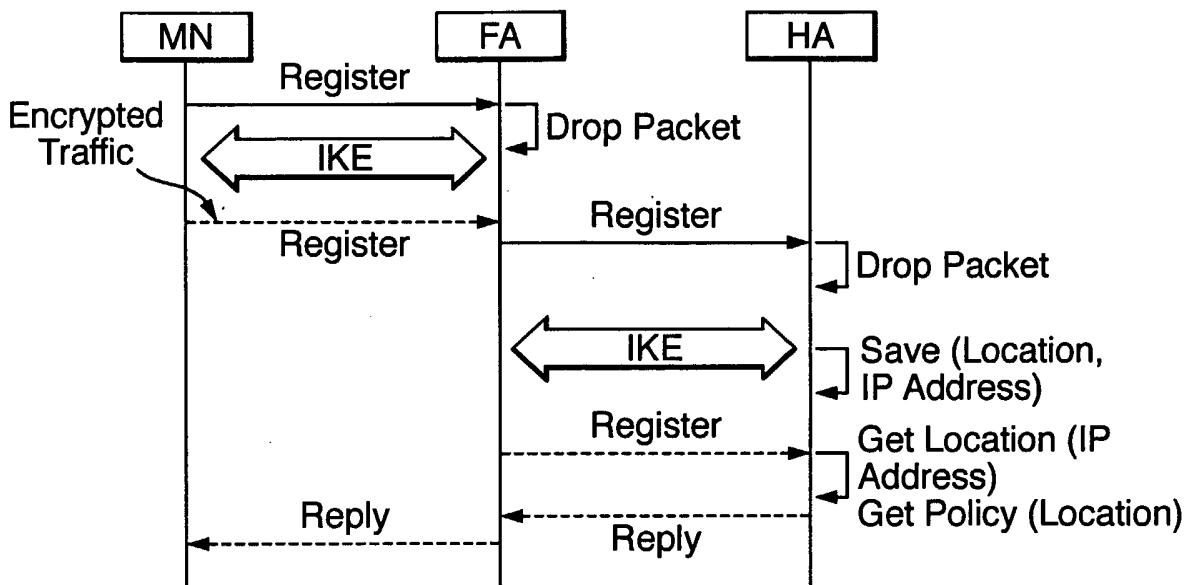 MN
FA
HA
Register
Encrypted
Traffic
Drop Packet
IKE
Register
Register
Drop Packet
IKE
Save (Location,
IP Address)
Register
Get Location (IP
Address)
Get Policy (Location)
Reply
Reply